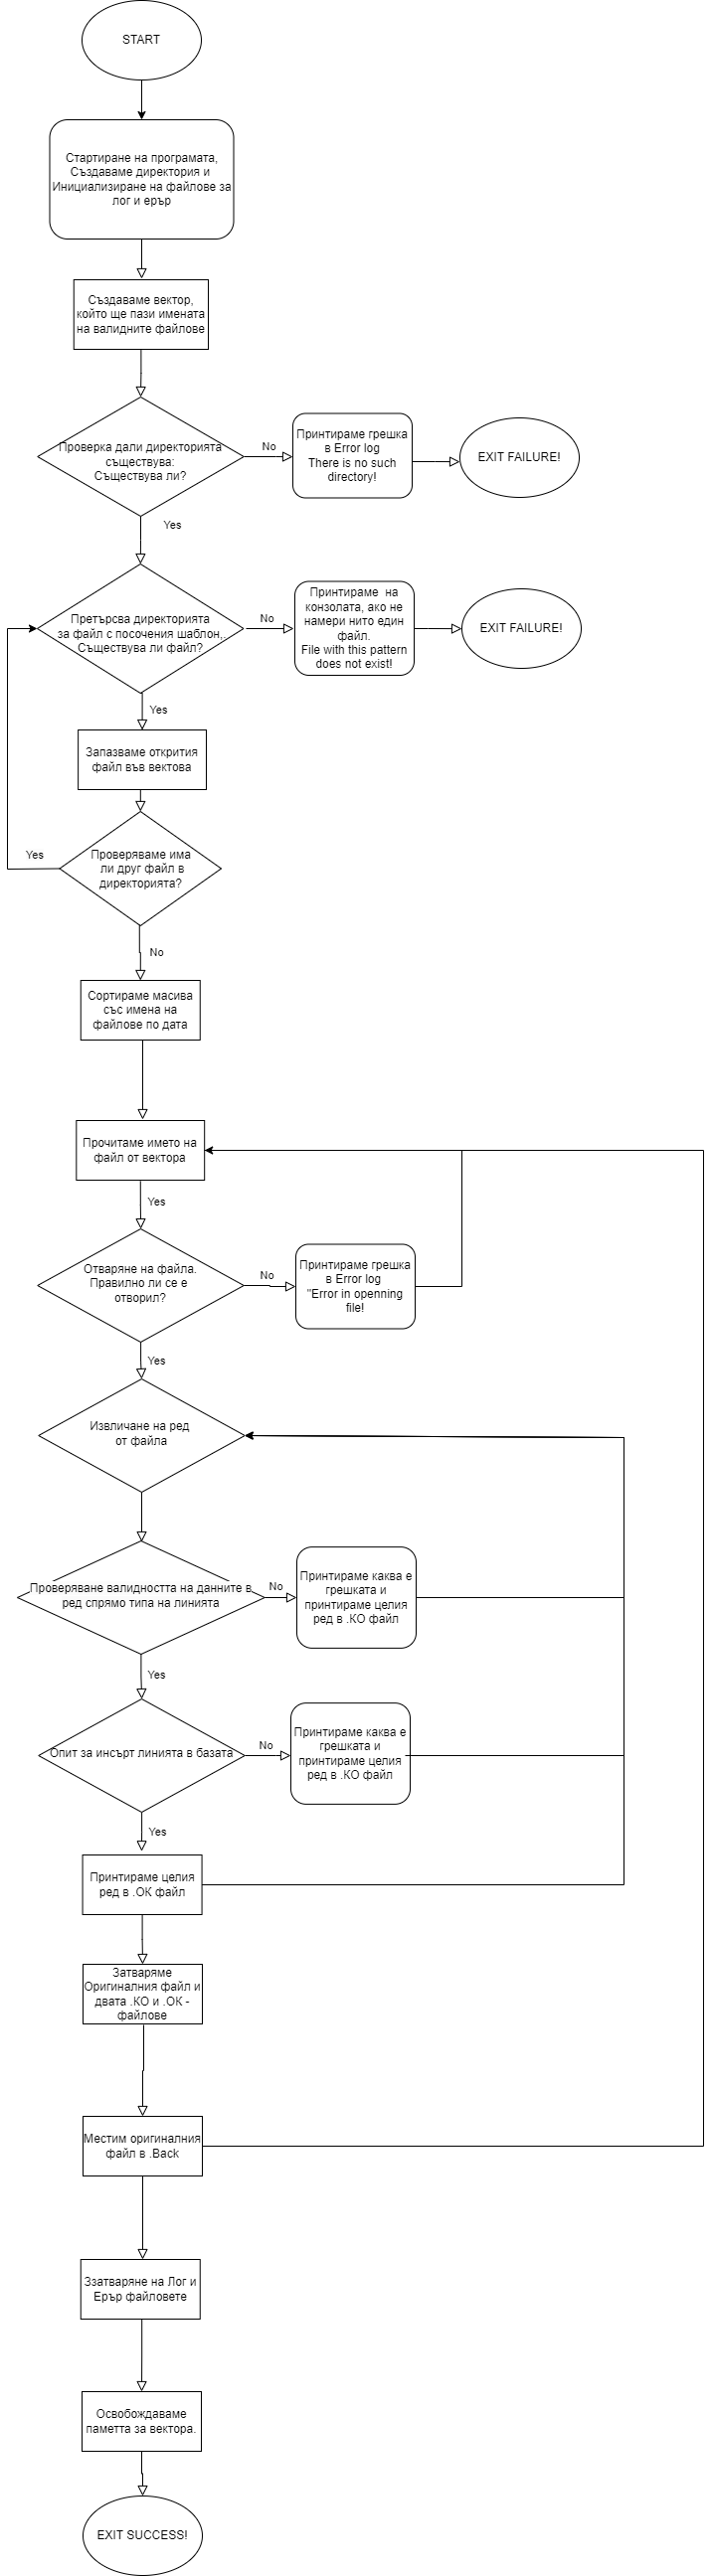 START
Стартиране на програмата,
Създаваме директория и
Инициализиране на файлове за
лог и ерър
Създаваме вектор,
който ще пази имената
на валидните файлове
Проверка дали директорията
съществува:
Съществува ли?
No
Принтираме грешка
в Error log
There is no such
directory!
EXIT FAILURE!
Yes
Претърсва директорията
за файл с посочения шаблон,
Съществува ли файл?
No
Принтираме на
конзолата, ако не
намери нито един
файл.
File with this pattern
does not exist!
EXIT FAILURE!
Yes
Запазваме открития
файл във вектова
Проверяваме има
ли друг файл в
директорията?
Yes
No
Сортираме масива
със имена на
файлове по дата
Прочитаме името на
файл от вектора
Yes
Отваряне на файла.
Правилно ли се е
отворил?
No
Принтираме грешка
в Error log
"Error in openning
file!
Yes
Извличане на ред
от файла
Проверяване валидността на данните в
ред спрямо типа на линията
No
Принтираме каква е
грешката и
принтираме целия
ред в .КО файл
Yes
Опит за инсърт линията в базата
No
Принтираме каква е
грешката и
принтираме целия
ред в .КО файл
Yes
Принтираме целия
ред в .ОК файл
Затваряме
Оригиналния файл и
двата .КО и .ОК -
файлове
Местим оригиналния
файл в .Back
Ззатваряне на Лог и
Ерър файловете
Освобождаваме
паметта за вектора.
EXIT SUCCESS!